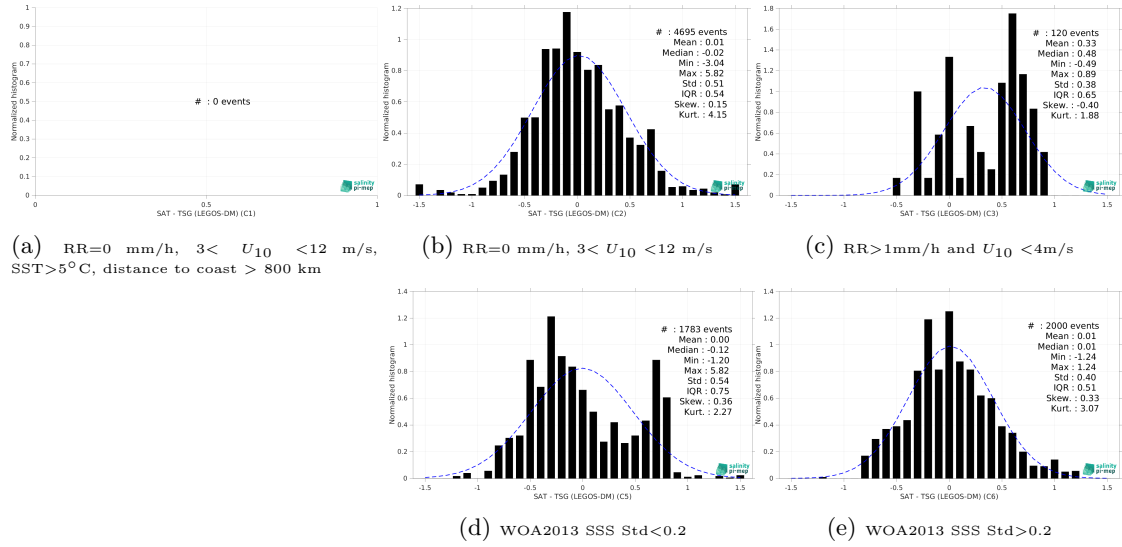 1
0.9
0.8
0.7
0.6
0.5
0.4
0.3
0.2
0.1
0
Normalized histogram
# : 0 events
salinity
pi-mep
0 0.5 1
SAT - TSG (LEGOS-DM) (C1)
(a) RR=0 mm/h, 3< U10 <12 m/s,
SST>5°C, distance to coast > 800 km
1.2
1
0.8
0.6
0.4
0.2
0
Normalized histogram
# : 4695 events
Mean : 0.01
Median : -0.02
Min : -3.04
Max : 5.82
Std : 0.51
IQR : 0.54
Skew. : 0.15
Kurt. : 4.15
salinity
pi-mep
-1.5 -1 -0.5 0 0.5 1 1.5
SAT - TSG (LEGOS-DM) (C2)
(b) RR=0 mm/h, 3< U10 <12 m/s
1.8
1.6
1.4
1.2
1
0.8
0.6
0.4
0.2
0
Normalized histogram
# : 120 events
Mean : 0.33
Median : 0.48
Min : -0.49
Max : 0.89
Std : 0.38
IQR : 0.65
Skew. : -0.40
Kurt. : 1.88
salinity
pi-mep
-1.5 -1 -0.5 0 0.5 1 1.5
SAT - TSG (LEGOS-DM) (C3)
(c) RR>1mm/h and U10 <4m/s
1.4
1.2
1
0.8
0.6
0.4
0.2
0
Normalized histogram
# : 1783 events
Mean : 0.00
Median : -0.12
Min : -1.20
Max : 5.82
Std : 0.54
IQR : 0.75
Skew. : 0.36
Kurt. : 2.27
salinity
pi-mep
-1.5 -1 -0.5 0 0.5 1 1.5
SAT - TSG (LEGOS-DM) (C5)
(d) WOA2013 SSS Std<0.2
1.4
1.2
1
0.8
0.6
0.4
0.2
0
Normalized histogram
# : 2000 events
Mean : 0.01
Median : 0.01
Min : -1.24
Max : 1.24
Std : 0.40
IQR : 0.51
Skew. : 0.33
Kurt. : 3.07
salinity
pi-mep
-1.5 -1 -0.5 0 0.5 1 1.5
SAT - TSG (LEGOS-DM) (C6)
(e) WOA2013 SSS Std>0.2